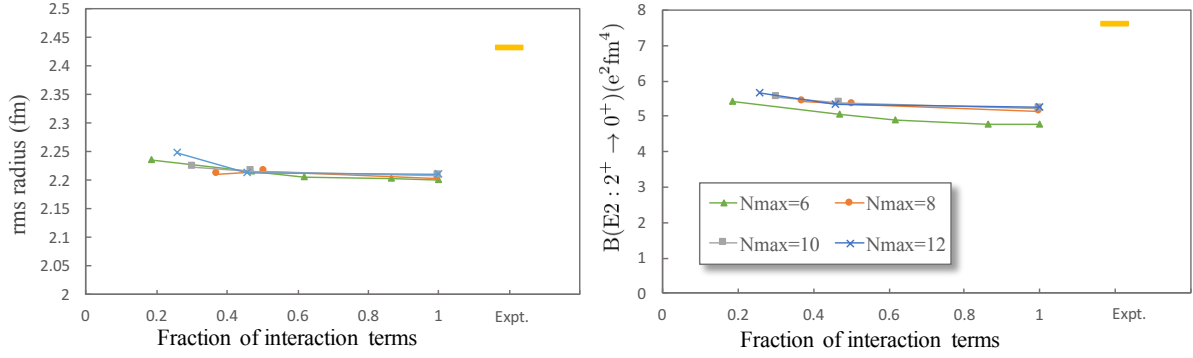 2.5
2.45
2.4
2.35
2.3
2.25
2.2
2.15
2.1
2.05
2
rms radius (fm)
0 0.2 0.4 0.6 0.8 1 Expt.
Fraction of interaction terms
8
7
6
5
4
3
2
1
0
B(E2 : 2⁺ → 0⁺)(e²fm⁴)
Nmax=6 Nmax=8
Nmax=10 Nmax=12
0 0.2 0.4 0.6 0.8 1 Expt.
Fraction of interaction terms